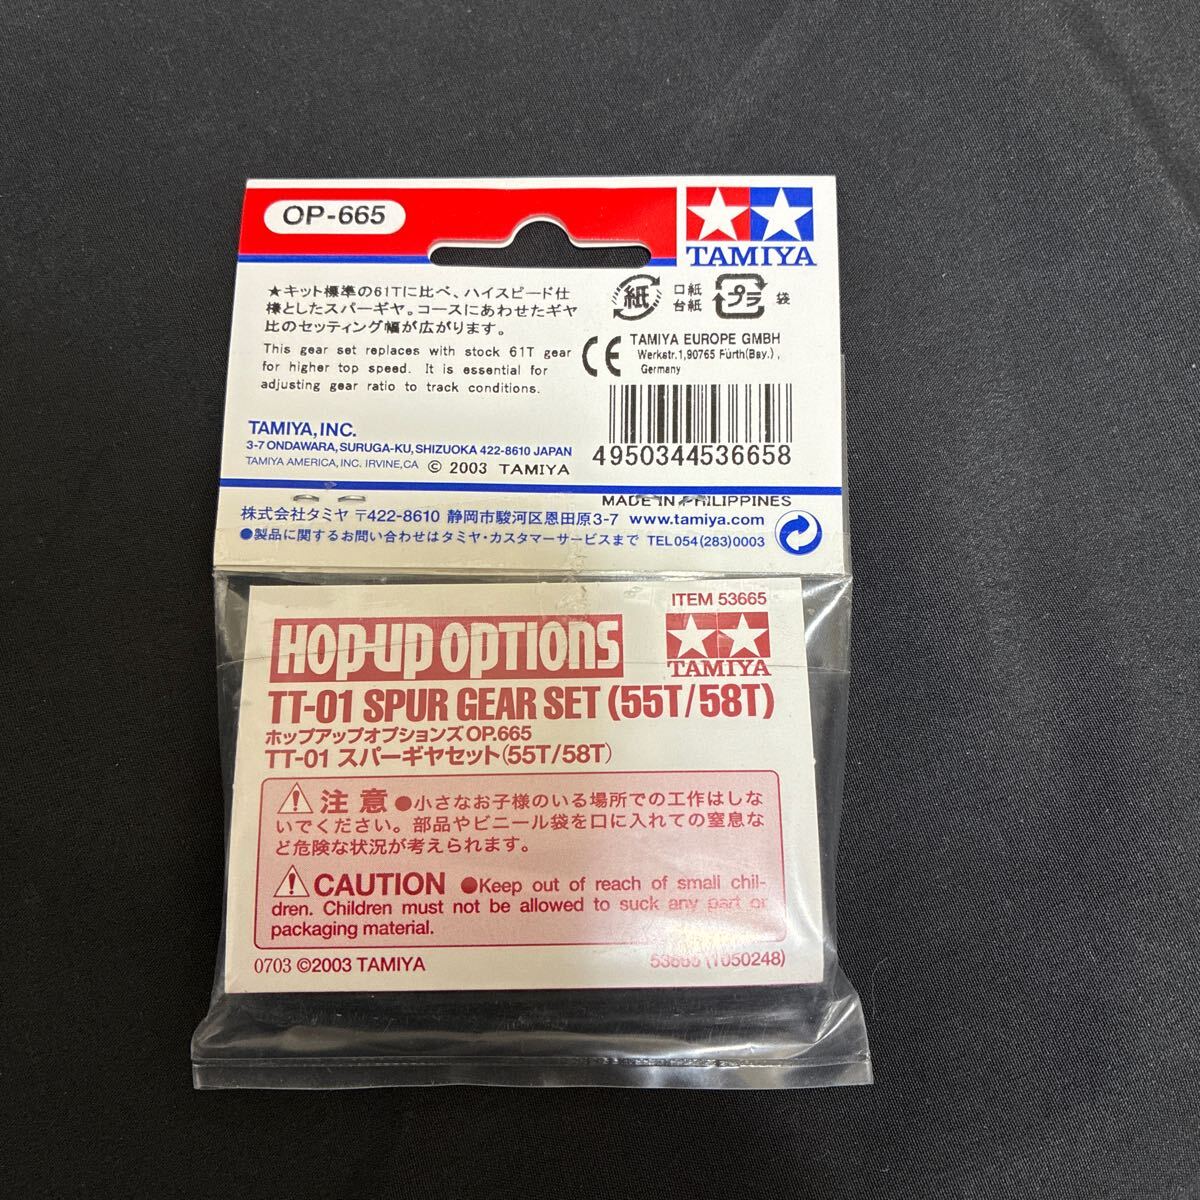 OP-665
TAMIYA
★キット標準の61Tに比べ、ハイスピード仕
様としたスパーギヤ。コースにあわせたギヤ
比のセッティング幅が広がります。
This gear set replaces with stock 61T gear
for higher top speed. It is essential for
adjusting gear ratio to track conditions.
紙
口紙
台紙
プラ
袋
CE
TAMIYA EUROPE GMBH
Werkstr.1,90765 Fürth(Bay.),
Germany
4950344536658
TAMIYA, INC.
3-7 ONDAWARA, SURUGA-KU, SHIZUOKA 422-8610 JAPAN
TAMIYA AMERICA, INC. IRVINE, CA © 2003 TAMIYA
MADE IN PHILIPPINES
株式会社タミヤ 〒422-8610 静岡市駿河区恩田原3-7 www.tamiya.com
●製品に関するお問い合わせはタミヤ・カスタマーサービスまで TEL054(283)0003
ITEM 53665
HOP-UP OPTIONS
TAMIYA
TT-01 SPUR GEAR SET (55T/58T)
ホップアップオプションズOP.665
TT-01 スパーギヤセット(55T/58T)
注意 ●小さなお子様のいる場所での工作はしな
いでください。部品やビニール袋を口に入れての窒息な
ど危険な状況が考えられます。
CAUTION ●Keep out of reach of small chil-
dren. Children must not be allowed to suck any part or
packaging material.
0703 ©2003 TAMIYA
53665 (1050248)